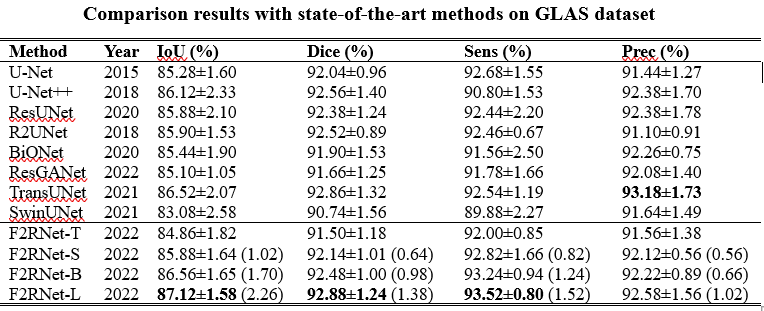 Comparison results with state-of-the-art methods on GLAS dataset
Method Year IoU (%) Dice (%) Sens (%) Prec (%)
U-Net 2015 85.28±1.60 92.04±0.96 92.68±1.55 91.44±1.27
U-Net++ 2018 86.12±2.33 92.56±1.40 90.80±1.53 92.38±1.70
ResUNet 2020 85.88±2.10 92.38±1.24 92.44±2.20 92.38±1.78
R2UNet 2018 85.90±1.53 92.52±0.89 92.46±0.67 91.10±0.91
BiONet 2020 85.44±1.90 91.90±1.53 91.56±2.50 92.26±0.75
ResGANet 2022 85.10±1.05 91.66±1.25 91.78±1.66 92.08±1.40
TransUNet 2021 86.52±2.07 92.86±1.32 92.54±1.19 93.18±1.73
SwinUNet 2021 83.08±2.58 90.74±1.56 89.88±2.27 91.64±1.49
F2RNet-T 2022 84.86±1.82 91.50±1.18 92.00±0.85 91.56±1.38
F2RNet-S 2022 85.88±1.64 (1.02) 92.14±1.01 (0.64) 92.82±1.66 (0.82) 92.12±0.56 (0.56)
F2RNet-B 2022 86.56±1.65 (1.70) 92.48±1.00 (0.98) 93.24±0.94 (1.24) 92.22±0.89 (0.66)
F2RNet-L 2022 87.12±1.58 (2.26) 92.88±1.24 (1.38) 93.52±0.80 (1.52) 92.58±1.56 (1.02)